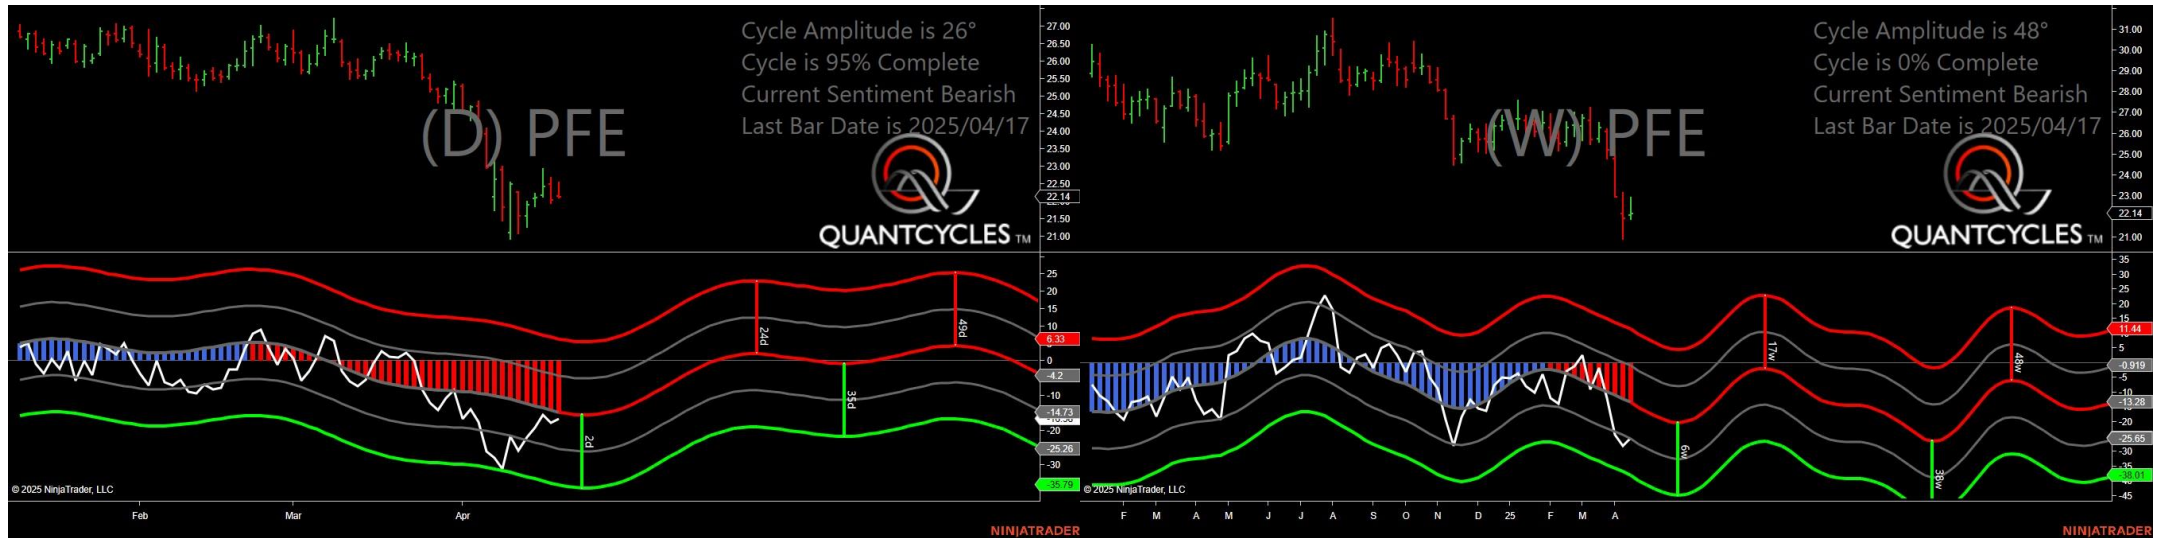 Cycle Amplitude is 26°
Cycle is 95% Complete
Current Sentiment Bearish
Last Bar Date is 2025/04/17
(D) PFE
QUANTCYCLES TM
27.00
26.50
26.00
25.50
25.00
24.50
24.00
23.50
23.00
22.50
22.14
21.50
21.00
25
20
15
10
6.33
0
-4.2
-10
-14.73
-20
-25.26
-30
-35.79
24d
49d
35d
2d
© 2025 NinjaTrader, LLC
Feb Mar Apr
NINJATRADER
Cycle Amplitude is 48°
Cycle is 0% Complete
Current Sentiment Bearish
Last Bar Date is 2025/04/17
(W) PFE
QUANTCYCLES TM
31.00
30.00
29.00
28.00
27.00
26.00
25.00
24.00
23.00
22.14
21.00
35
30
25
20
15
11.44
-0.919
-5
-13.28
-20
-25.65
-30
-35
-38.01
-45
17w
48w
6w
38w
© 2025 NinjaTrader, LLC
F M A M J J A S O N D 25 F M A
NINJATRADER